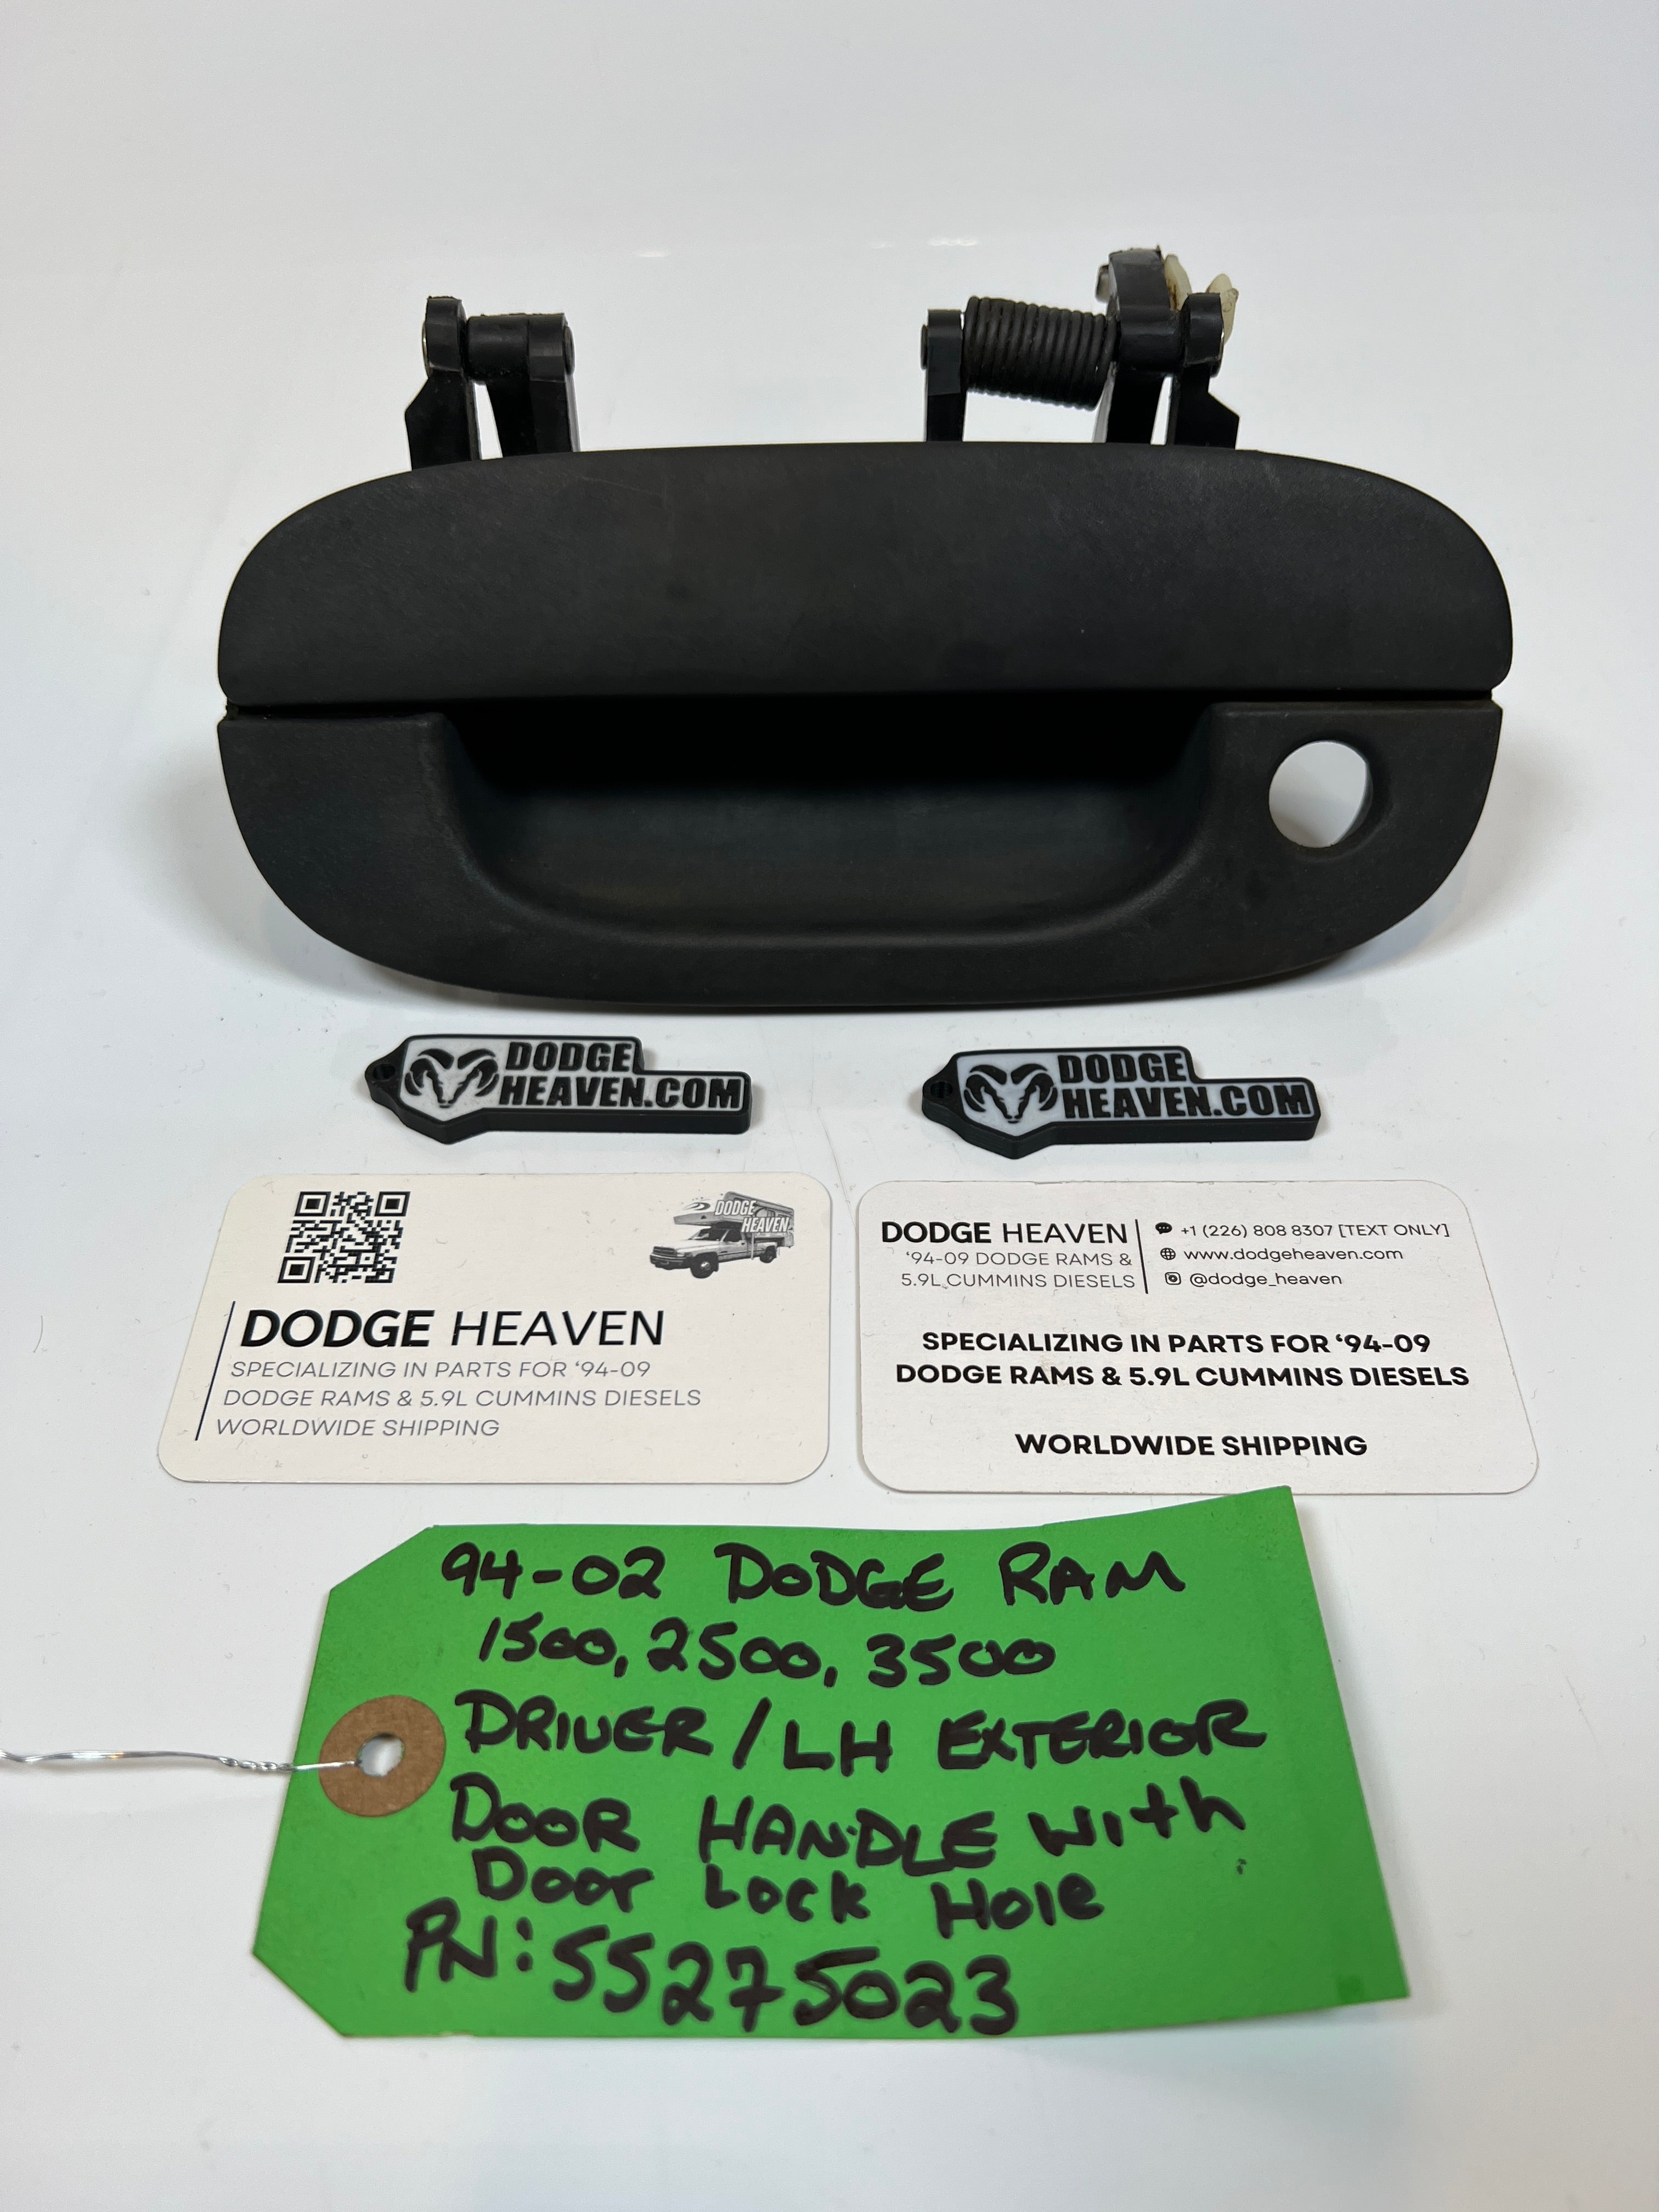 DODGE
HEAVEN.COM
DODGE
HEAVEN.COM
DODGE
HEAVEN
DODGE HEAVEN
SPECIALIZING IN PARTS FOR ‘94-09
DODGE RAMS & 5.9L CUMMINS DIESELS
WORLDWIDE SHIPPING
DODGE HEAVEN
‘94-09 DODGE RAMS &
5.9L CUMMINS DIESELS
+1 (226) 808 8307 [TEXT ONLY]
www.dodgeheaven.com
@dodge_heaven
SPECIALIZING IN PARTS FOR ‘94-09
DODGE RAMS & 5.9L CUMMINS DIESELS
WORLDWIDE SHIPPING
94-02 DODGE RAM
1500, 2500, 3500
DRIVER / LH EXTERIOR
DOOR HANDLE with
Door Lock Hole
PN: 55275023